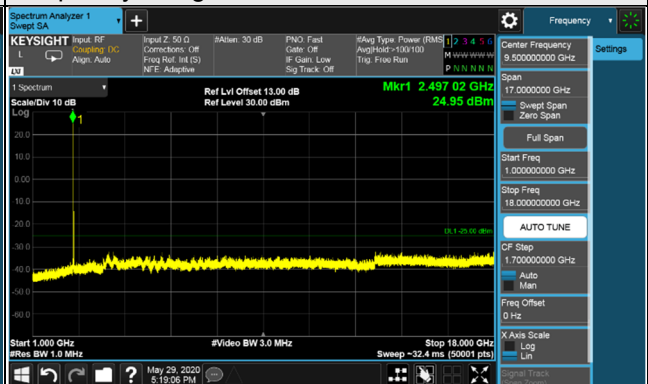 Spectrum Analyzer 1
Swept SA
Frequency
KEYSIGHT
L
Input: RF
Coupling: DC
Align: Auto
Input Z: 50 Ω
Corrections: Off
Freq Ref: Int (S)
NFE: Adaptive
#Atten: 30 dB
PNO: Fast
Gate: Off
IF Gain: Low
Sig Track: Off
#Avg Type: Power (RMS
Avg|Hold:>100/100
Trig: Free Run
1 2 3 4 5 6
M W W W W W
P N N N N N
1 Spectrum
Scale/Div 10 dB
Log
Ref Lvl Offset 13.00 dB
Ref Level 30.00 dBm
Mkr1 2.497 02 GHz
24.95 dBm
1
20.0
10.0
0.00
-10.0
-20.0
-30.0
-40.0
-50.0
-60.0
DL1 -25.00 dBm
Start 1.000 GHz
#Res BW 1.0 MHz
#Video BW 3.0 MHz
Stop 18.000 GHz
Sweep ~32.4 ms (50001 pts)
Center Frequency
9.500000000 GHz
Settings
Span
17.0000000 GHz
Swept Span
Zero Span
Full Span
Start Freq
1.000000000 GHz
Stop Freq
18.000000000 GHz
AUTO TUNE
CF Step
1.700000000 GHz
Auto
Man
Freq Offset
0 Hz
X Axis Scale
Log
Lin
Signal Track
May 29, 2020
5:19:06 PM